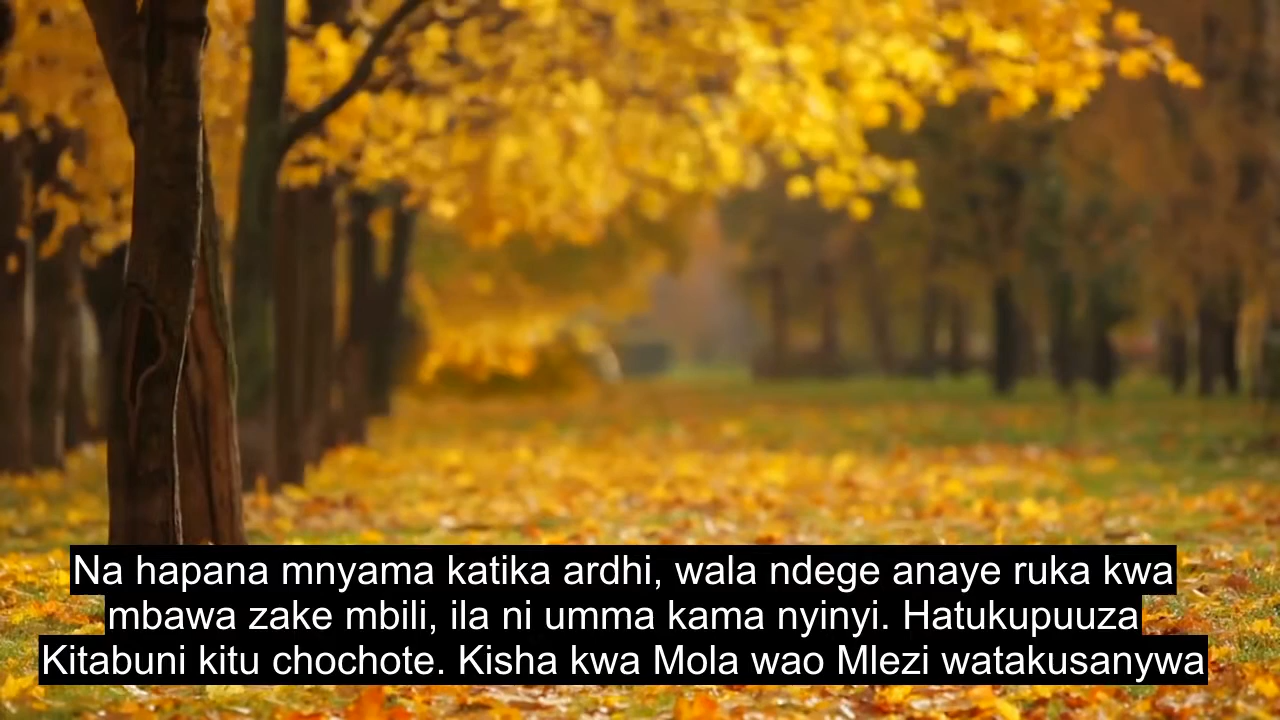 Na hapana mnyama katika ardhi, wala ndege anaye ruka kwa
mbawa zake mbili, ila ni umma kama nyinyi. Hatukupuuza
Kitabuni kitu chochote. Kisha kwa Mola wao Mlezi watakusanywa